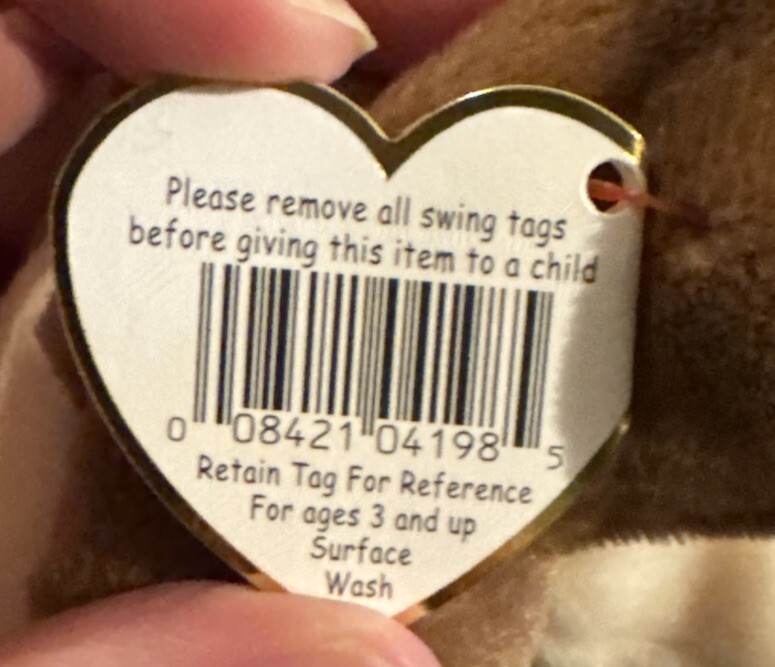 Please remove all swing tags
before giving this item to a child
0 08421 04198 5
Retain Tag For Reference
For ages 3 and up
Surface
Wash